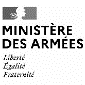 MINISTÈRE
DES ARMÉES
Liberté
Égalité
Fraternité